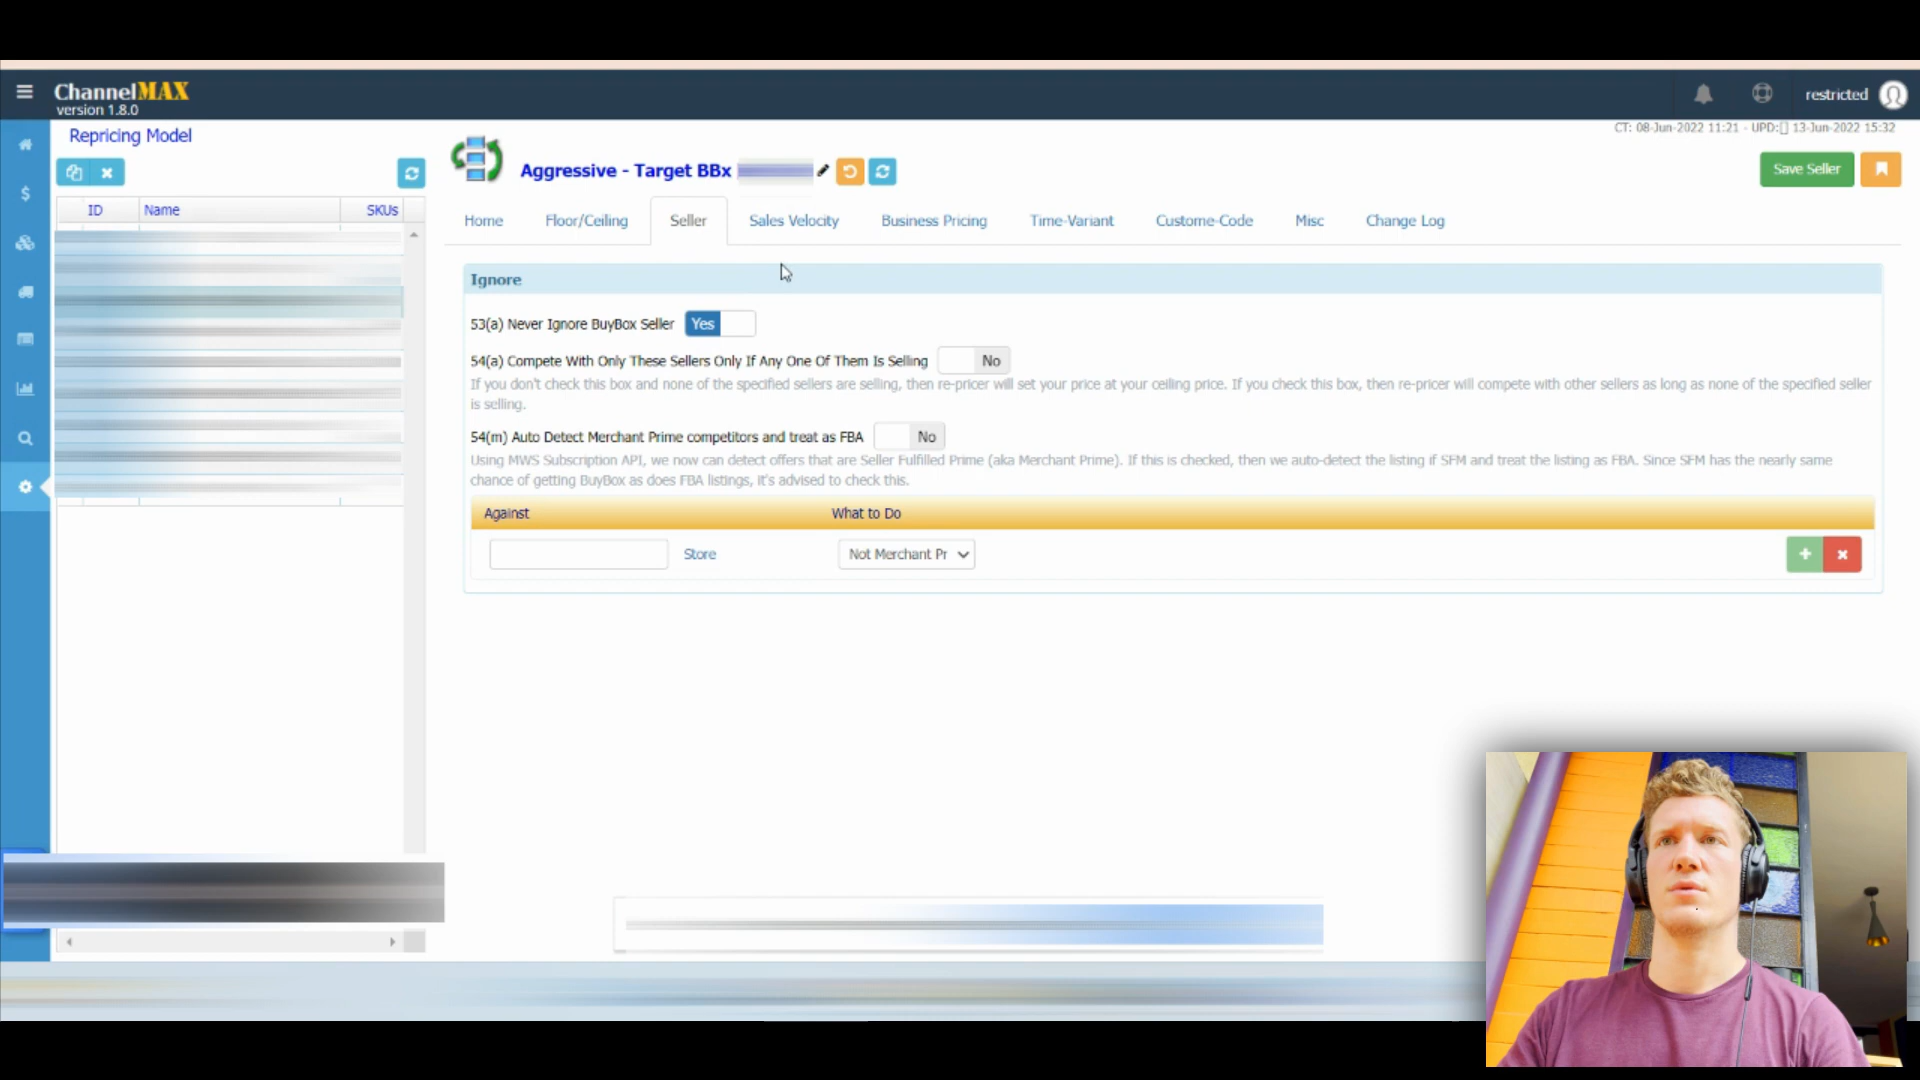 ChannelMAX
version 1.8.0
restricted
CT: 08-Jun-2022 11:21 - UPD:[] 13-Jun-2022 15:32
Repricing Model
ID Name SKUs
Aggressive - Target BBx
Save Seller
Home Floor/Ceiling Seller Sales Velocity Business Pricing Time-Variant Custome-Code Misc Change Log
Ignore
53(a) Never Ignore BuyBox Seller Yes
54(a) Compete With Only These Sellers Only If Any One Of Them Is Selling No
If you don't check this box and none of the specified sellers are selling, then re-pricer will set your price at your ceiling price. If you check this box, then re-pricer will compete with other sellers as long as none of the specified seller
is selling.
54(m) Auto Detect Merchant Prime competitors and treat as FBA No
Using MWS Subscription API, we now can detect offers that are Seller Fulfilled Prime (aka Merchant Prime). If this is checked, then we auto-detect the listing if SFM and treat the listing as FBA. Since SFM has the nearly same
chance of getting BuyBox as does FBA listings, it's advised to check this.
Against What to Do
Store Not Merchant Pr